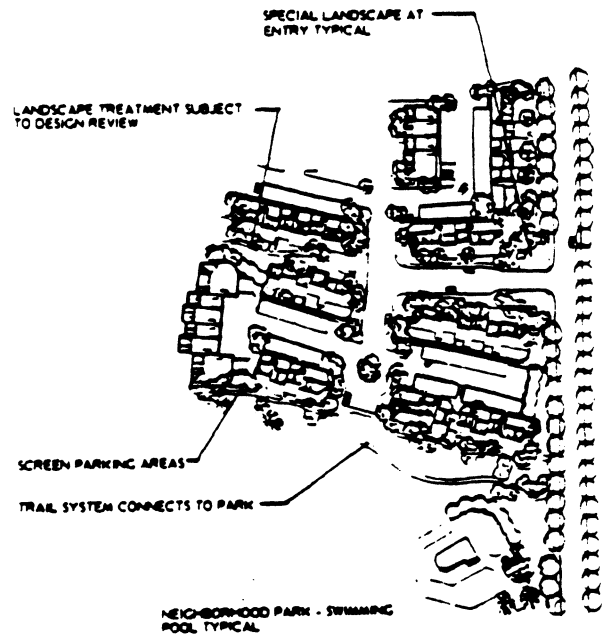 SPECIAL LANDSCAPE AT
ENTRY TYPICAL
LANDSCAPE TREATMENT SUBJECT
TO DESIGN REVIEW
SCREEN PARKING AREAS
TRAIL SYSTEM CONNECTS TO PARK
NEIGHBORHOOD PARK - SWIMMING
POOL TYPICAL